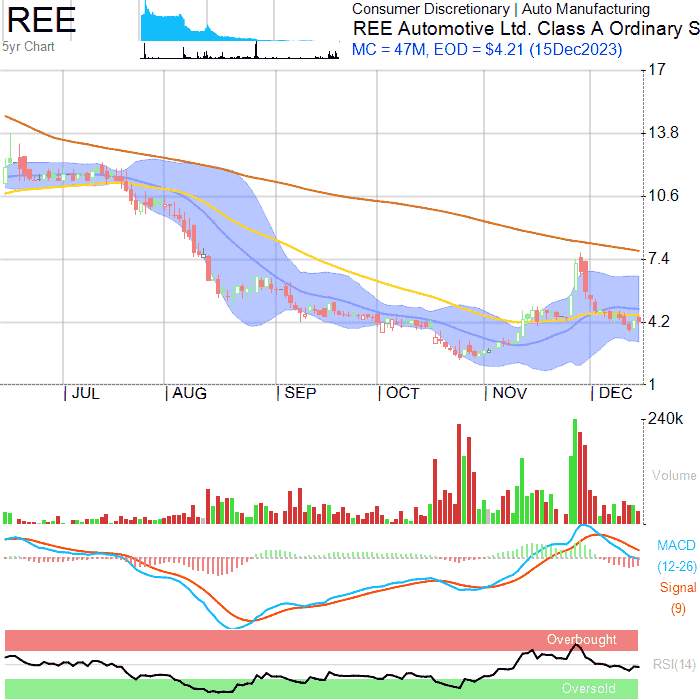 REE
5yr Chart
Consumer Discretionary | Auto Manufacturing
REE Automotive Ltd. Class A Ordinary S
MC = 47M, EOD = $4.21 (15Dec2023)
17
13.8
10.6
7.4
4.2
1
JUL AUG SEP OCT NOV DEC
240k
Volume
MACD
(12-26)
Signal
(9)
Overbought
RSI(14)
Oversold